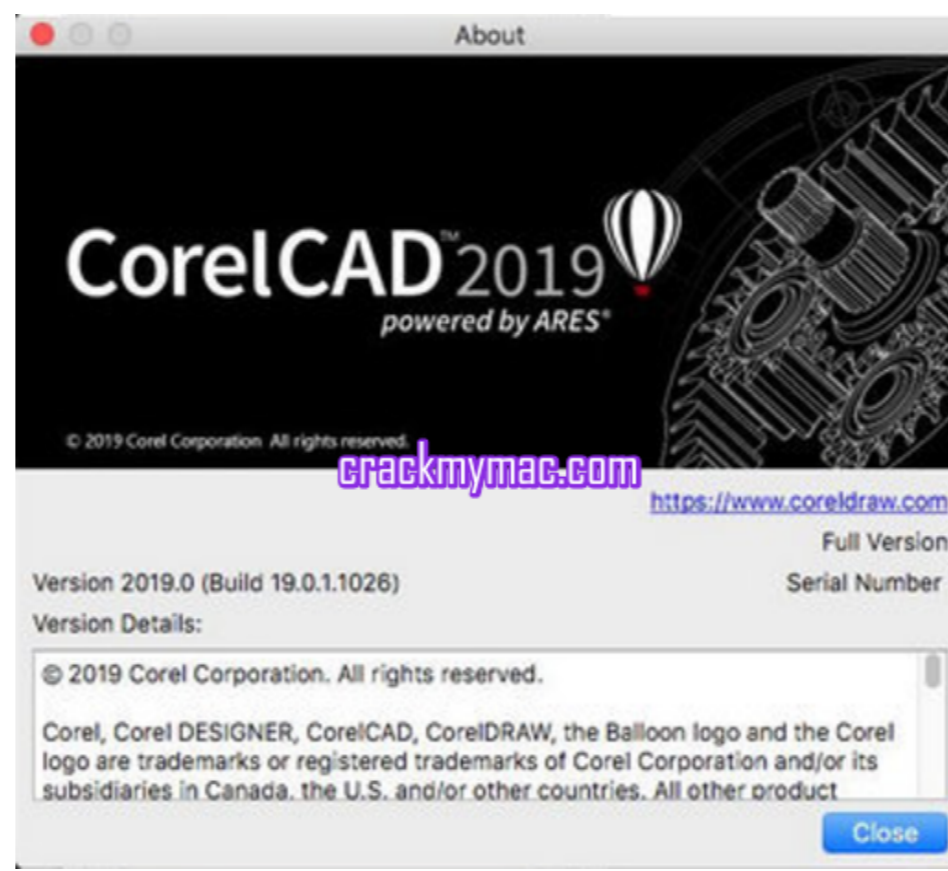 About
CorelCAD™ 2019
powered by ARES®
© 2019 Corel Corporation. All rights reserved.
crackmymac.com
https://www.coreldraw.com
Full Version
Version 2019.0 (Build 19.0.1.1026)
Serial Number
Version Details:
© 2019 Corel Corporation. All rights reserved.
Corel, Corel DESIGNER, CorelCAD, CorelDRAW, the Balloon logo and the Corel
logo are trademarks or registered trademarks of Corel Corporation and/or its
subsidiaries in Canada, the U.S. and/or other countries. All other product
Close